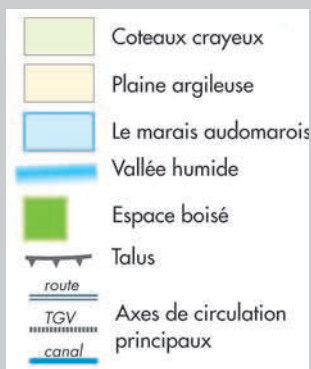 Coteaux crayeux
Plaine argileuse
Le marais audomarois
Vallée humide
Espace boisé
Talus
route
TGV
canal
Axes de circulation
principaux